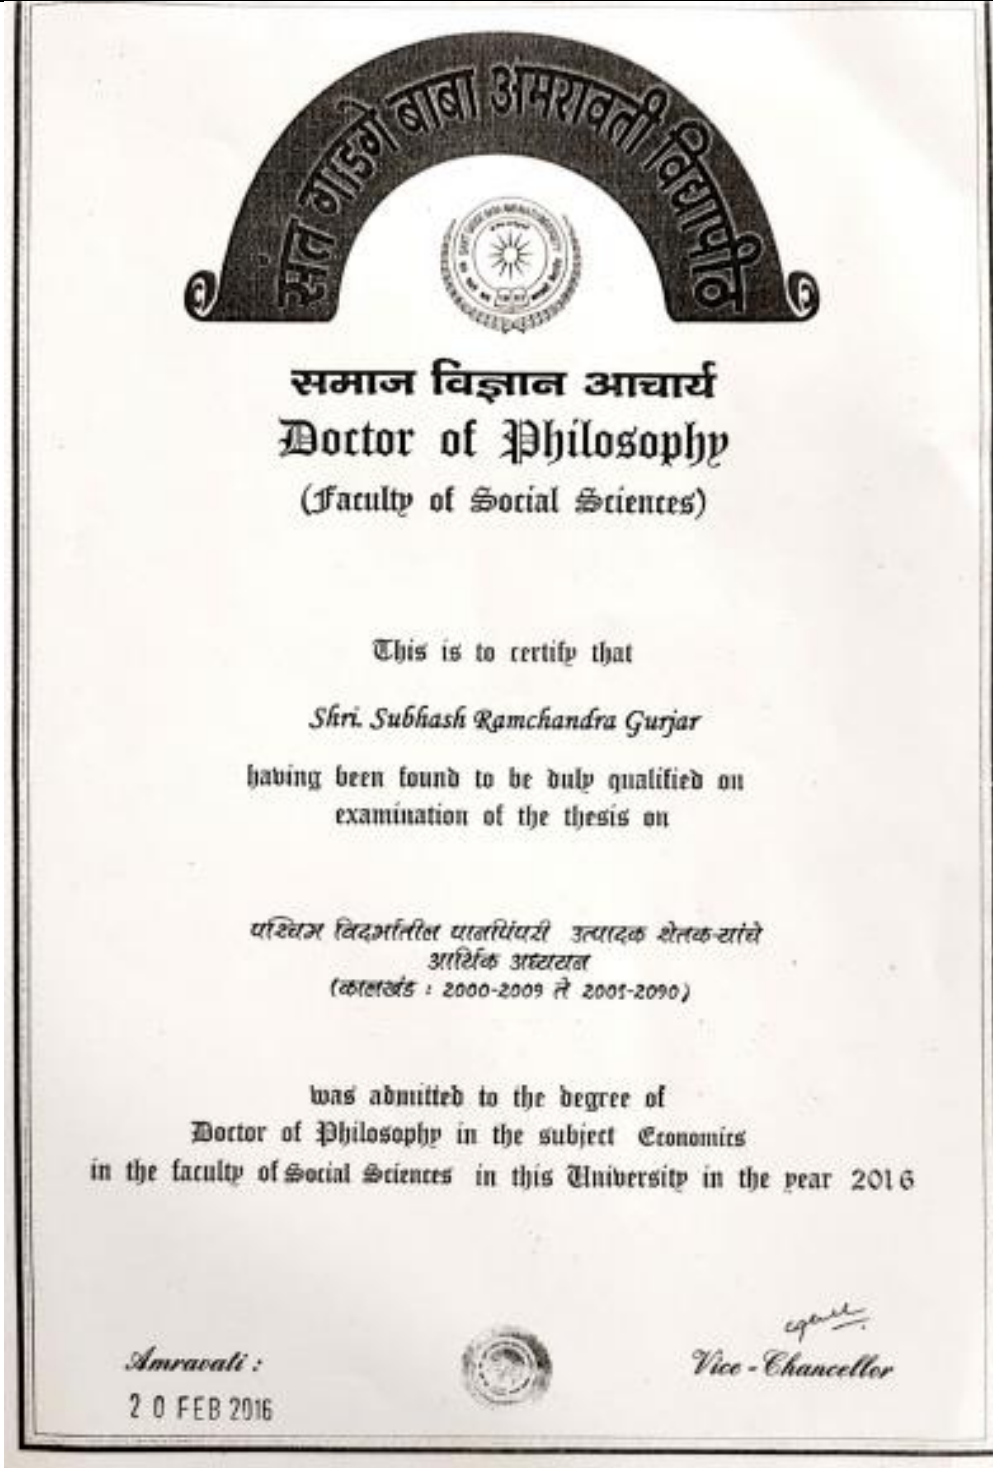 संत गाडगे बाबा अमरावती विद्यापीठ
समाज विज्ञान आचार्य
Doctor of Philosophy
(Faculty of Social Sciences)
This is to certify that
Shri. Subhash Ramchandra Gurjar
having been found to be duly qualified on
examination of the thesis on
पश्चिम विदर्भातील पानपिंपरी उत्पादक शेतकऱ्यांचे
आर्थिक अध्ययन
(कालखंड : २०००-२००१ ते २००९-२०१०)
was admitted to the degree of
Doctor of Philosophy in the subject Economics
in the faculty of Social Sciences in this University in the year 2016
Amravati :
Vice - Chancellor
20 FEB 2016